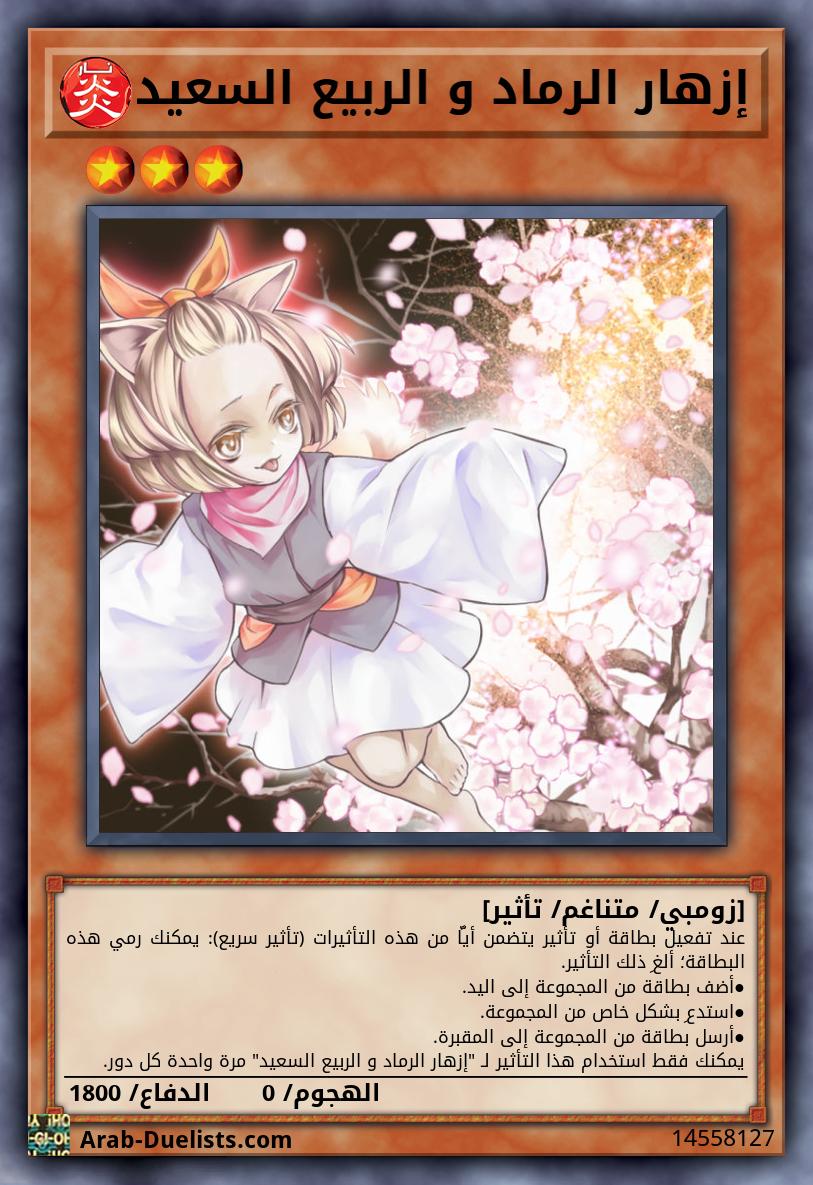 إزهار الرماد و الربيع السعيد
炎
[زومبي/ متناغم/ تأثير]
عند تفعيل بطاقة أو تأثير يتضمن أيًّا من هذه التأثيرات (تأثير سريع): يمكنك رمي هذه
البطاقة؛ ألغِ ذلك التأثير.
●أضف بطاقة من المجموعة إلى اليد.
●استدعِ بشكل خاص من المجموعة.
●أرسل بطاقة من المجموعة إلى المقبرة.
يمكنك فقط استخدام هذا التأثير لـ "إزهار الرماد و الربيع السعيد" مرة واحدة كل دور.
الهجوم/ 0 الدفاع/ 1800
Arab-Duelists.com
14558127